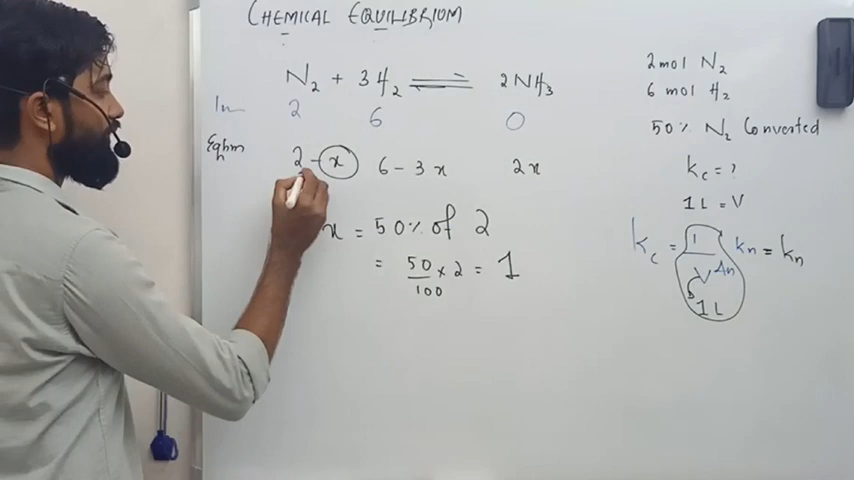 CHEMICAL EQUILIBRIUM
N₂ + 3H₂ ⇌ 2NH₃
In 2 6 0
Eqbm 2 - x 6 - 3x 2x
x = 50% of 2
= 50/100 × 2 = 1
2 mol N₂
6 mol H₂
50% N₂ Converted
kc = ?
1 L = V
kc = 1/V^Δn kn = kn
1 L